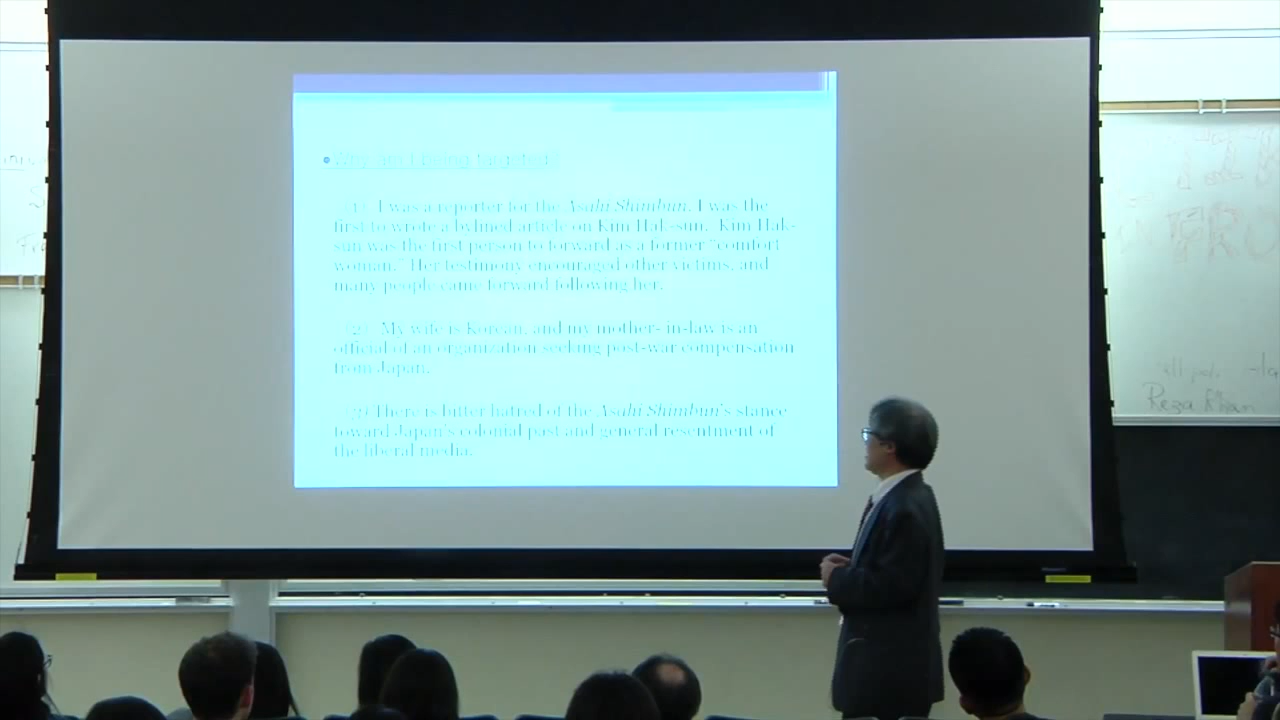 •Why am I being targeted?
(1) I was a reporter for the Asahi Shimbun. I was the
first to wrote a bylined article on Kim Hak-sun. Kim Hak-
sun was the first person to forward as a former "comfort
woman." Her testimony encouraged other victims, and
many people came forward following her.
(2) My wife is Korean, and my mother- in-law is an
official of an organization seeking post-war compensation
from Japan.
(3) There is bitter hatred of the Asahi Shimbun's stance
toward Japan's colonial past and general resentment of
the liberal media.
Reza Khan